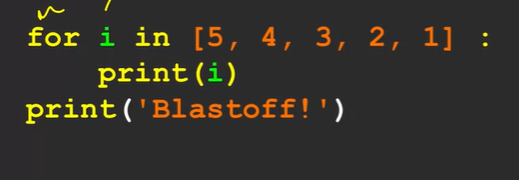 for i in [5, 4, 3, 2, 1] :
    print(i)
print('Blastoff!')